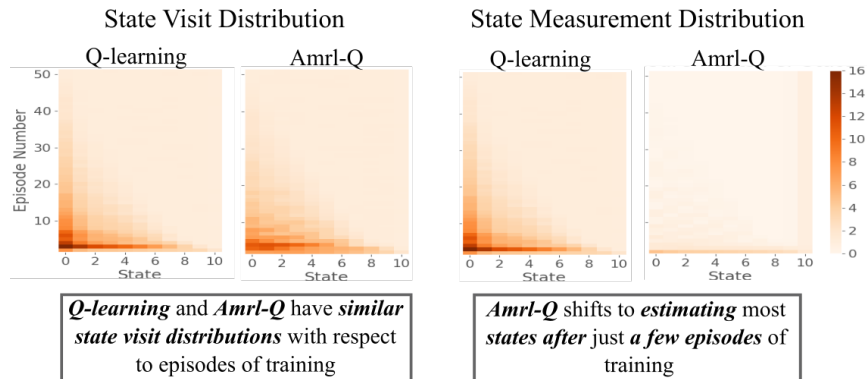 State Visit Distribution
State Measurement Distribution
Q-learning
Amrl-Q
Q-learning
Amrl-Q
Episode Number
50
40
30
20
10
0 2 4 6 8 10
State
0 2 4 6 8 10
State
0 2 4 6 8 10
State
0 2 4 6 8 10
State
16
14
12
10
8
6
4
2
0
Q-learning and Amrl-Q have similar
state visit distributions with respect
to episodes of training
Amrl-Q shifts to estimating most
states after just a few episodes of
training